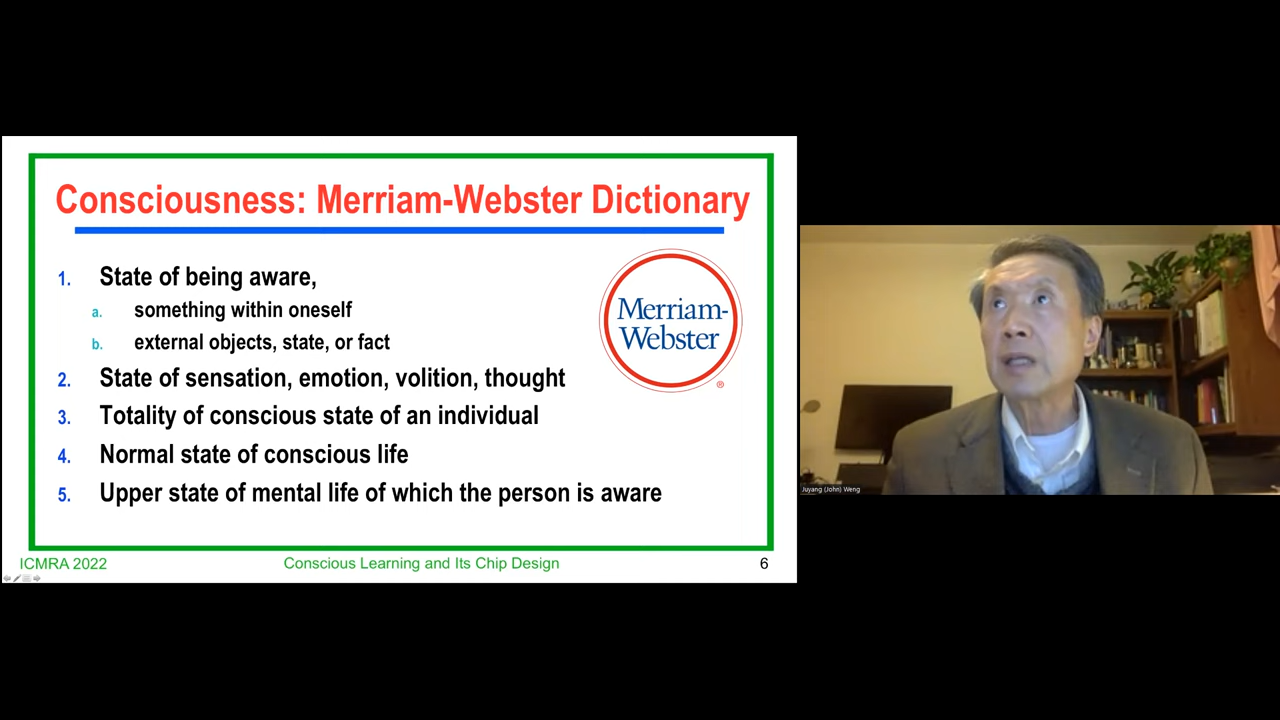 Consciousness: Merriam-Webster Dictionary
1. State of being aware,
a. something within oneself
b. external objects, state, or fact
2. State of sensation, emotion, volition, thought
3. Totality of conscious state of an individual
4. Normal state of conscious life
5. Upper state of mental life of which the person is aware
Merriam-
Webster
®
ICMRA 2022
Conscious Learning and Its Chip Design
6
Juyang (John) Weng